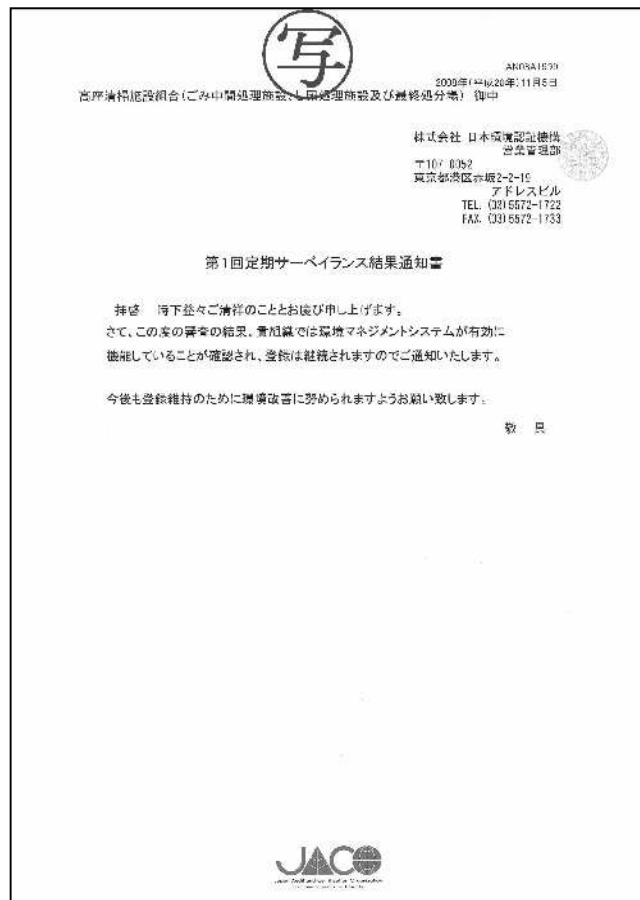 写
2008年(平成20年)11月5日
高座清掃施設組合(ごみ中間処理施設、し尿処理施設及び最終処分場) 御中
株式会社 日本環境認証機構
営業管理部
〒107-0052
東京都港区赤坂2-2-19
アドレスビル
TEL. (03)5572-1722
FAX. (03)5572-1733
第1回定期サーベイランス結果通知書
拝啓 時下益々ご清祥のこととお慶び申し上げます。
さて、この度の審査の結果、貴組織では環境マネジメントシステムが有効に
機能していることが確認され、登録は継続されますのでご通知いたします。
今後も登録維持のために環境改善に努められますようお願い致します。
敬 具
JACO
Japan Audit and Certification Organization